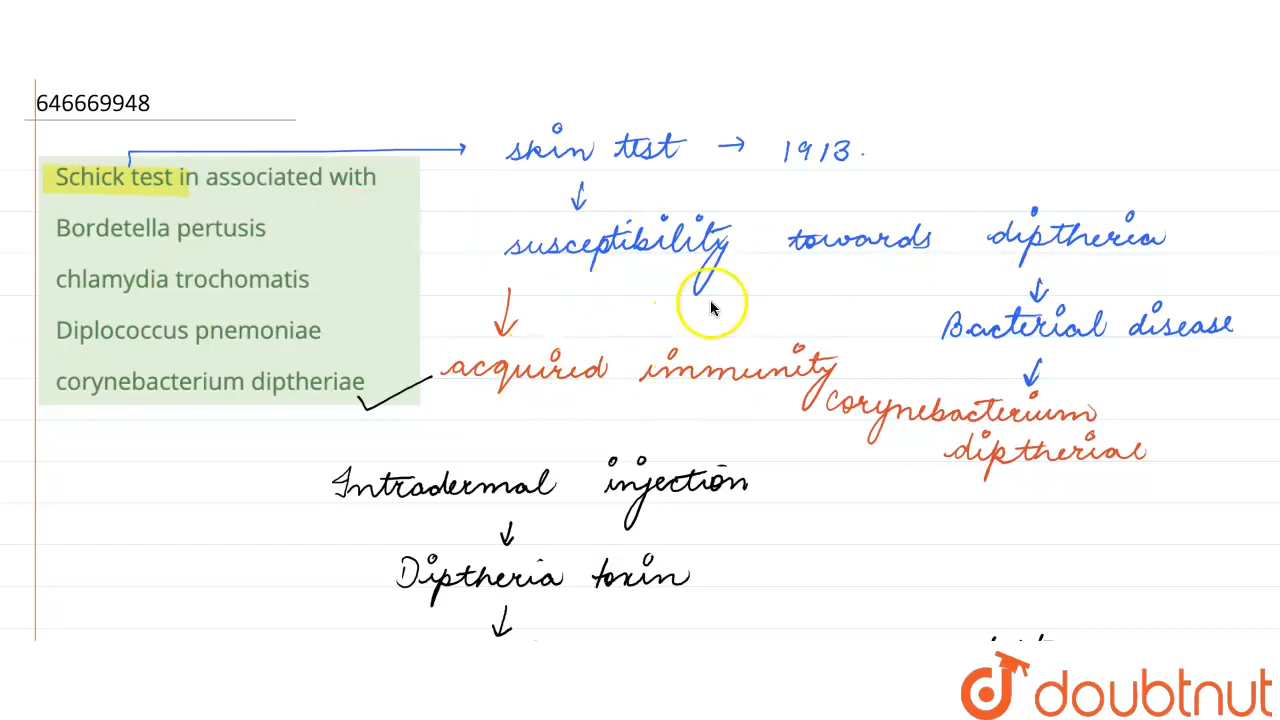 646669948
skin test → 1913.
Schick test in associated with
Bordetella pertusis
susceptibility towards diptheria
chlamydia trochomatis
Bacterial disease
Diplococcus pnemoniae
acquired immunity
corynebacterium diptheriae
corynebacterium
diptheriae
Intradermal injection
Diptheria toxin
doubtnut